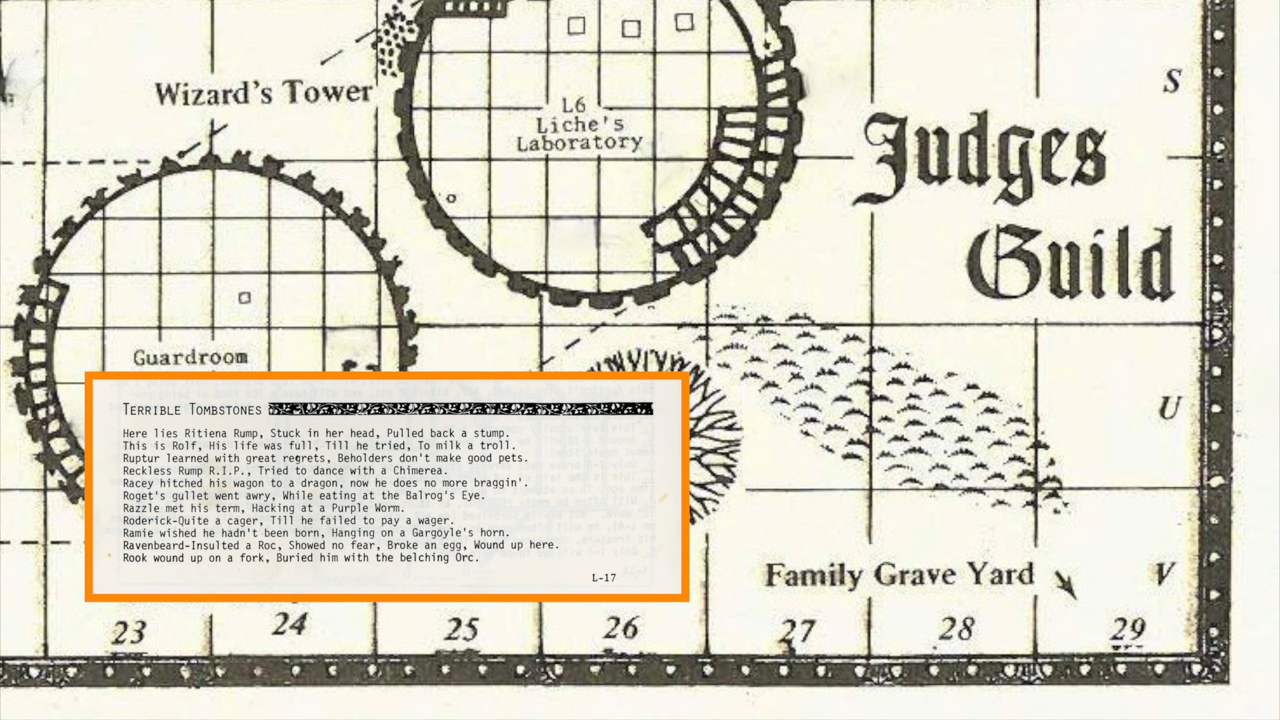 Wizard's Tower
L6
Liche's
Laboratory
Judges
Guild
S
Guardroom
U
TERRIBLE TOMBSTONES
Here lies Ritiena Rump, Stuck in her head, Pulled back a stump.
This is Rolf, His life was full, Till he tried, To milk a troll.
Ruptur learned with great regrets, Beholders don't make good pets.
Reckless Rump R.I.P., Tried to dance with a Chimerea.
Racey hitched his wagon to a dragon, now he does no more braggin'.
Roget's gullet went awry, While eating at the Balrog's Eye.
Razzle met his term, Hacking at a Purple Worm.
Roderick-Quite a cager, Till he failed to pay a wager.
Ramie wished he hadn't been born, Hanging on a Gargoyle's horn.
Ravenbeard-Insulted a Roc, Showed no fear, Broke an egg, Wound up here.
Rook wound up on a fork, Buried him with the belching Orc.
L-17
Family Grave Yard
V
23 24 25 26 27 28 29